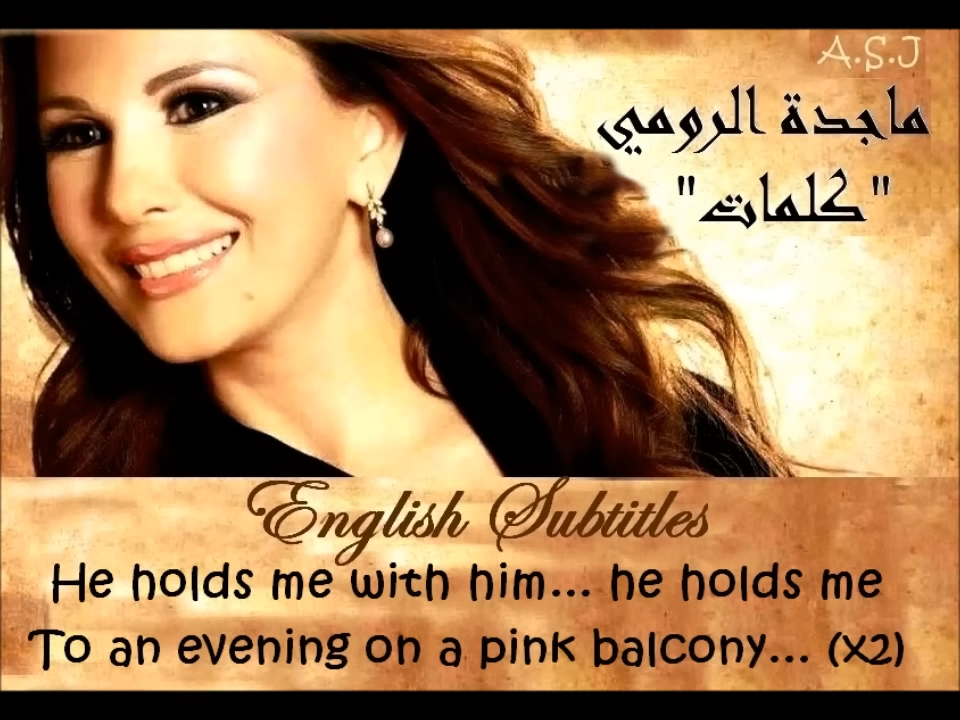 A.S.J
ماجدة الرومي
"كلمات"
English Subtitles
He holds me with him... he holds me
To an evening on a pink balcony... (x2)